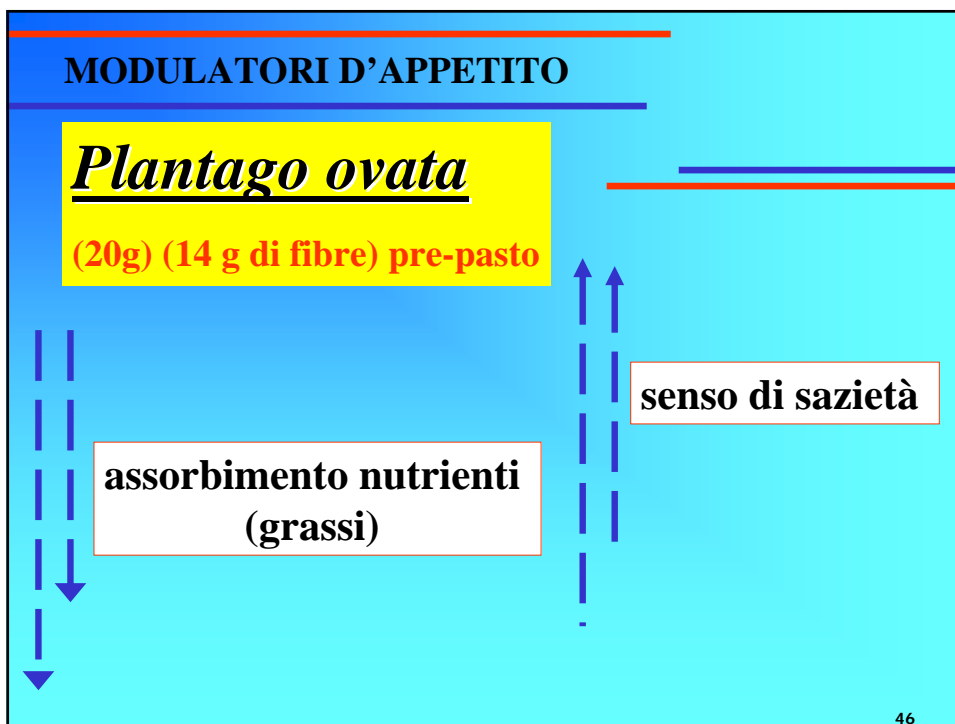 MODULATORI D’APPETITO
Plantago ovata
(20g) (14 g di fibre) pre-pasto
senso di sazietà
assorbimento nutrienti
(grassi)
46